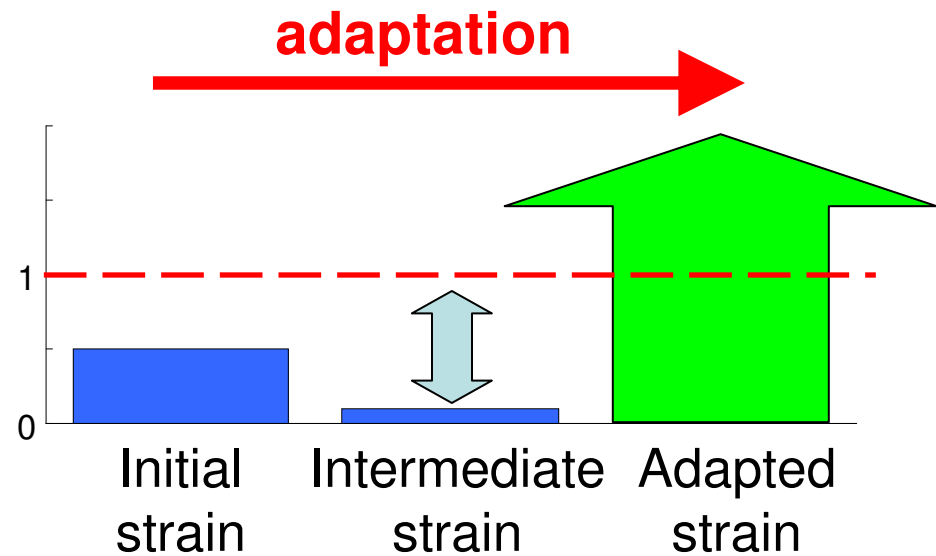 adaptation
1
0
Initial strain
Intermediate strain
Adapted strain